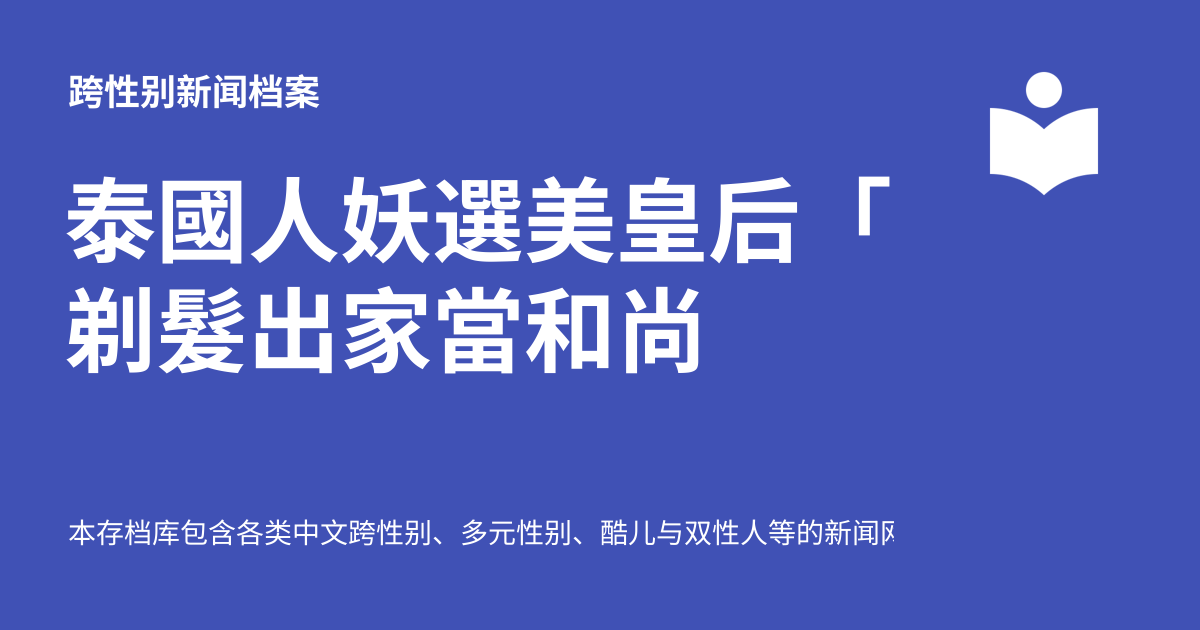 跨性别新闻档案
泰國人妖選美皇后「
剃髮出家當和尚
本存档库包含各类中文跨性别、多元性别、酷儿与双性人等的新闻